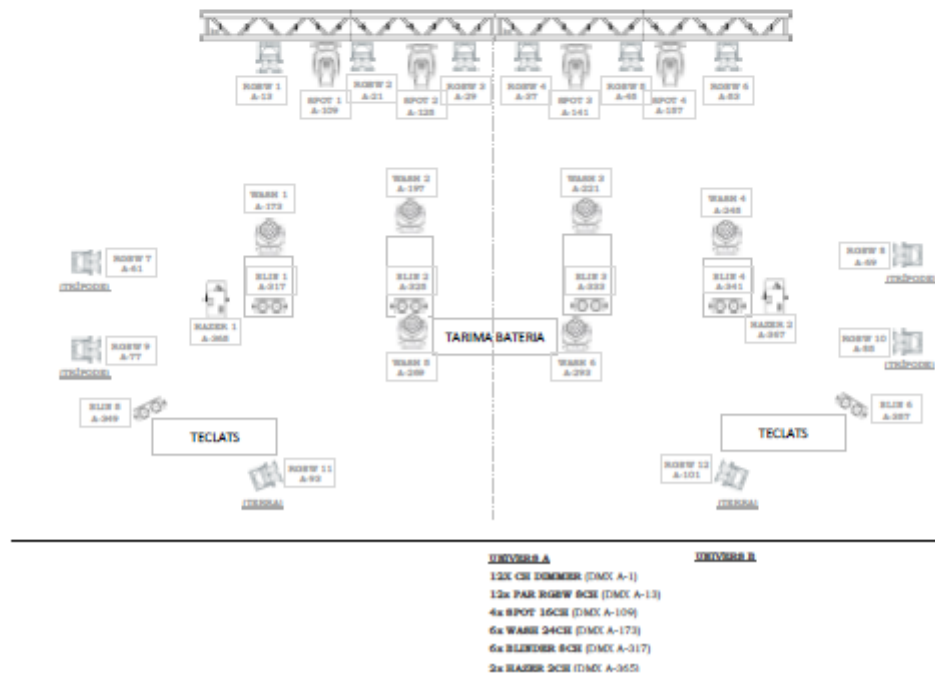 RGBW 1
A-13
SPOT 1
A-109
RGBW 2
A-21
SPOT 2
A-125
RGBW 3
A-29
RGBW 4
A-37
SPOT 3
A-141
RGBW 5
A-45
SPOT 4
A-157
RGBW 6
A-53
WASH 1
A-173
WASH 2
A-197
WASH 3
A-221
WASH 4
A-245
RGBW 7
A-61
(TRÍPODE)
BLIN 1
A-317
BLIN 2
A-325
BLIN 3
A-333
BLIN 4
A-341
RGBW 8
A-69
(TRÍPODE)
HAZER 1
A-365
HAZER 2
A-367
TARIMA BATERIA
RGBW 9
A-77
(TRÍPODE)
WASH 5
A-269
WASH 6
A-293
RGBW 10
A-85
(TRÍPODE)
BLIN 5
A-349
BLIN 6
A-357
TECLATS
TECLATS
RGBW 11
A-93
(TERRA)
RGBW 12
A-101
(TERRA)
UNIVERS A
12X CH DIMMER (DMX A-1)
12x PAR RGBW 8CH (DMX A-13)
4x SPOT 16CH (DMX A-109)
6x WASH 24CH (DMX A-173)
6x BLINDER 8CH (DMX A-317)
2x HAZER 2CH (DMX A-365)
UNIVERS B